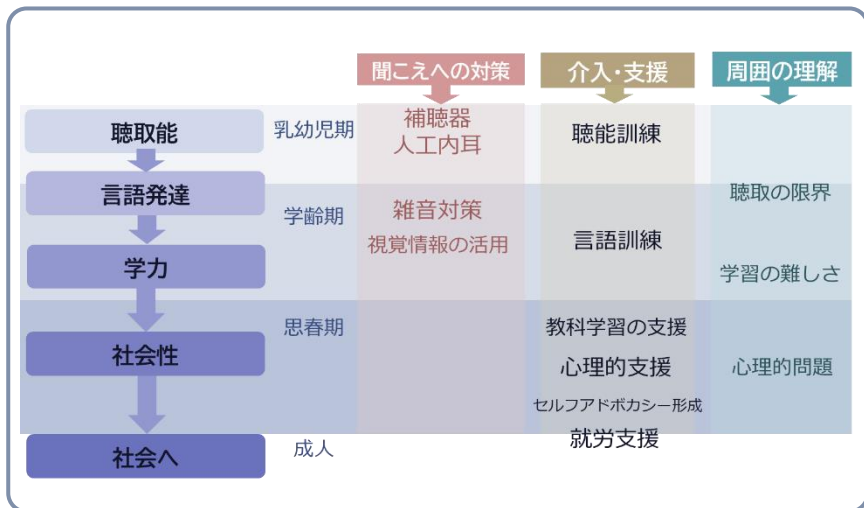 聞こえへの対策
介入・支援
周囲の理解
聴取能
乳幼児期
補聴器
人工内耳
聴能訓練
言語発達
学齢期
雑音対策
視覚情報の活用
言語訓練
聴取の限界
学力
学習の難しさ
思春期
社会性
教科学習の支援
心理的支援
セルフアドボカシー形成
就労支援
心理的問題
社会へ
成人